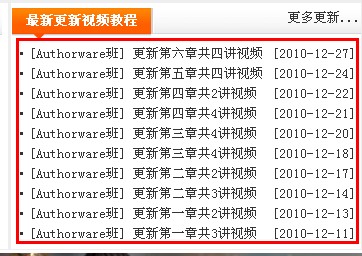 最新更新视频教程
更多更新...
• [Authorware班] 更新第六章共四讲视频 [2010-12-27]
• [Authorware班] 更新第五章共四讲视频 [2010-12-24]
• [Authorware班] 更新第四章共2讲视频 [2010-12-22]
• [Authorware班] 更新第四章共4讲视频 [2010-12-21]
• [Authorware班] 更新第三章共4讲视频 [2010-12-20]
• [Authorware班] 更新第三章共4讲视频 [2010-12-18]
• [Authorware班] 更新第二章共2讲视频 [2010-12-17]
• [Authorware班] 更新第二章共3讲视频 [2010-12-14]
• [Authorware班] 更新第一章共2讲视频 [2010-12-13]
• [Authorware班] 更新第一章共3讲视频 [2010-12-11]